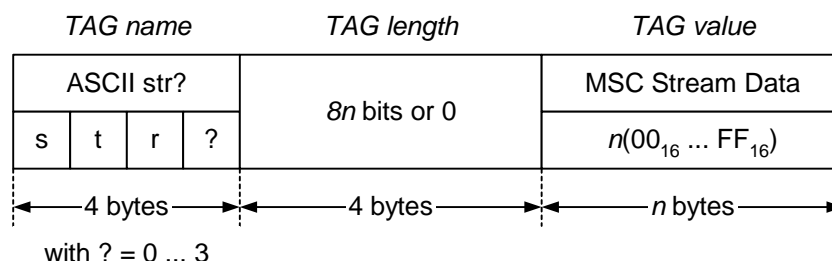 TAG name TAG length TAG value
ASCII str? 8n bits or 0 MSC Stream Data
s t r ? n(00₁₆ ... FF₁₆)
4 bytes 4 bytes n bytes
with ? = 0 ... 3